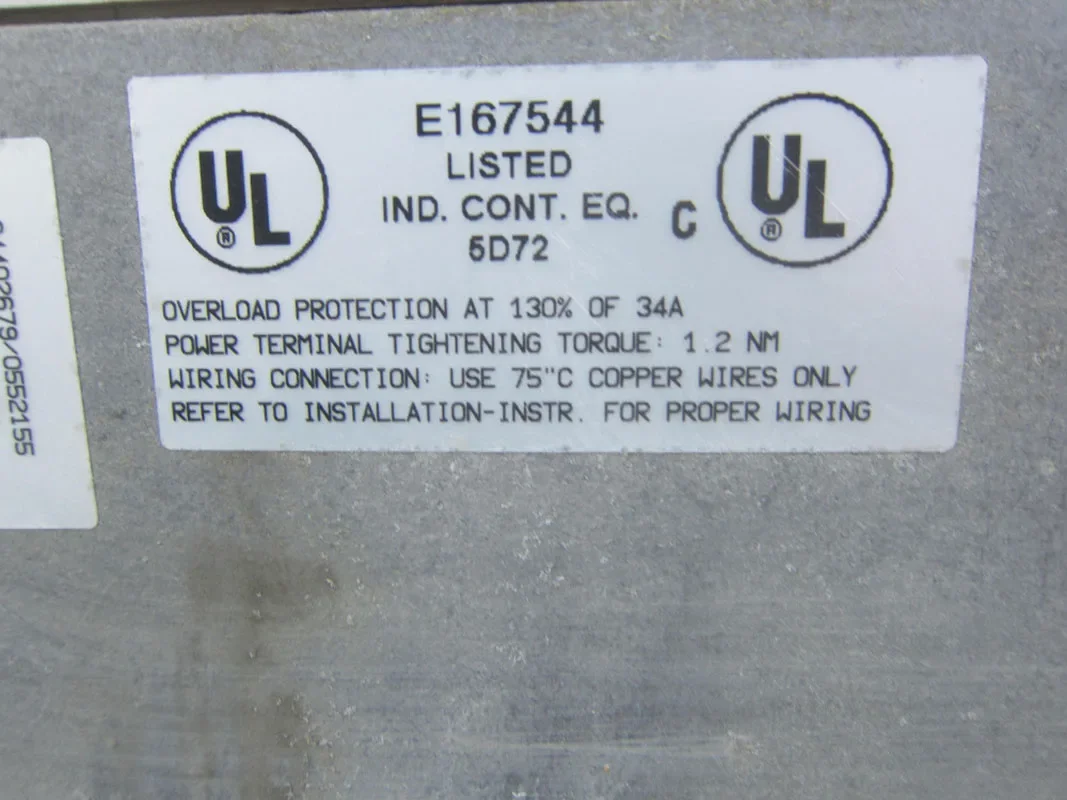 UL ®
E167544
LISTED
IND. CONT. EQ.
5D72
C UL ®
OVERLOAD PROTECTION AT 130% OF 34A
POWER TERMINAL TIGHTENING TORQUE: 1.2 NM
WIRING CONNECTION: USE 75"C COPPER WIRES ONLY
REFER TO INSTALLATION-INSTR. FOR PROPER WIRING